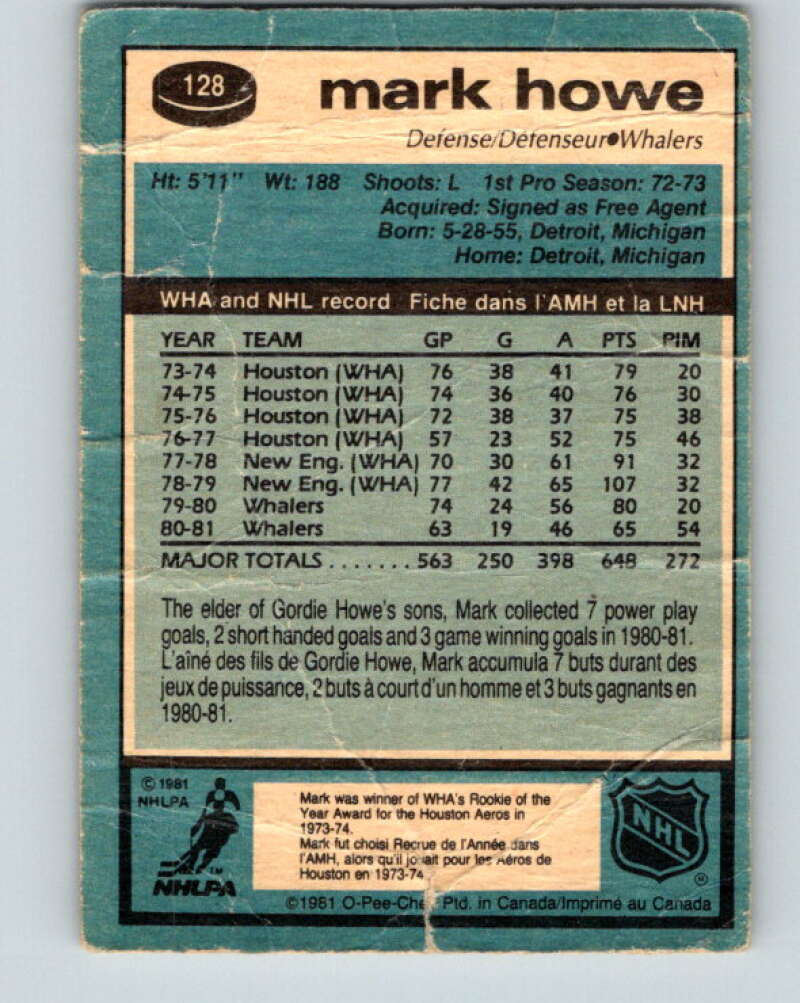 128
mark howe
Defense/Défenseur•Whalers
Ht: 5'11" Wt: 188 Shoots: L 1st Pro Season: 72-73
Acquired: Signed as Free Agent
Born: 5-28-55, Detroit, Michigan
Home: Detroit, Michigan
WHA and NHL record Fiche dans l'AMH et la LNH
YEAR TEAM GP G A PTS PIM
73-74 Houston (WHA) 76 38 41 79 20
74-75 Houston (WHA) 74 36 40 76 30
75-76 Houston (WHA) 72 38 37 75 38
76-77 Houston (WHA) 57 23 52 75 46
77-78 New Eng. (WHA) 70 30 61 91 32
78-79 New Eng. (WHA) 77 42 65 107 32
79-80 Whalers 74 24 56 80 20
80-81 Whalers 63 19 46 65 54
MAJOR TOTALS ....... 563 250 398 648 272
The elder of Gordie Howe's sons, Mark collected 7 power play
goals, 2 short handed goals and 3 game winning goals in 1980-81.
L'aîné des fils de Gordie Howe, Mark accumula 7 buts durant des
jeux de puissance, 2 buts à court d'un homme et 3 buts gagnants en
1980-81.
© 1981
NHLPA
NHLPA
TM
Mark was winner of WHA's Rookie of the
Year Award for the Houston Aeros in
1973-74.
Mark fut choisi Recrue de l'Année dans
l'AMH, alors qu'il jouait pour les Aéros de
Houston en 1973-74
NHL
©1981 O-Pee-Chee Ptd. in Canada/Imprimé au Canada